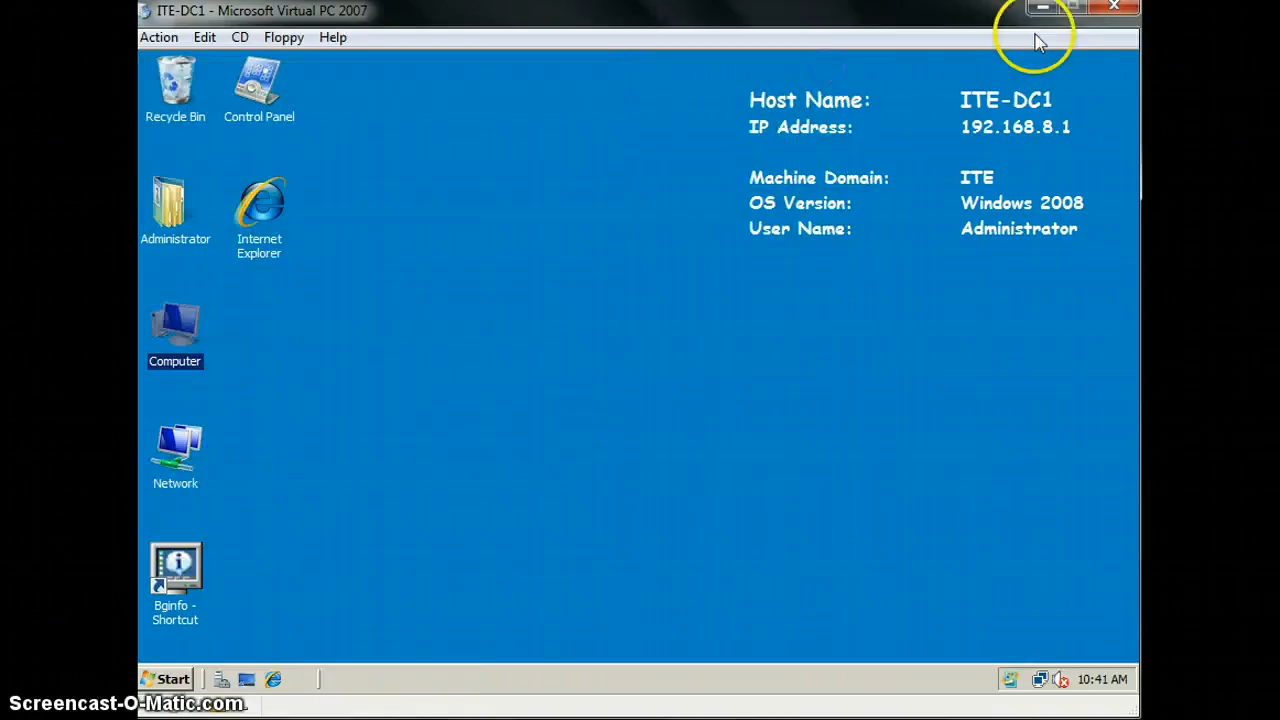 ITE-DC1 - Microsoft Virtual PC 2007
Action Edit CD Floppy Help
Recycle Bin
Control Panel
Host Name: ITE-DC1
IP Address: 192.168.8.1
Machine Domain: ITE
OS Version: Windows 2008
User Name: Administrator
Administrator
Internet
Explorer
Computer
Network
Bginfo -
Shortcut
Start
10:41 AM
Screencast-O-Matic.com